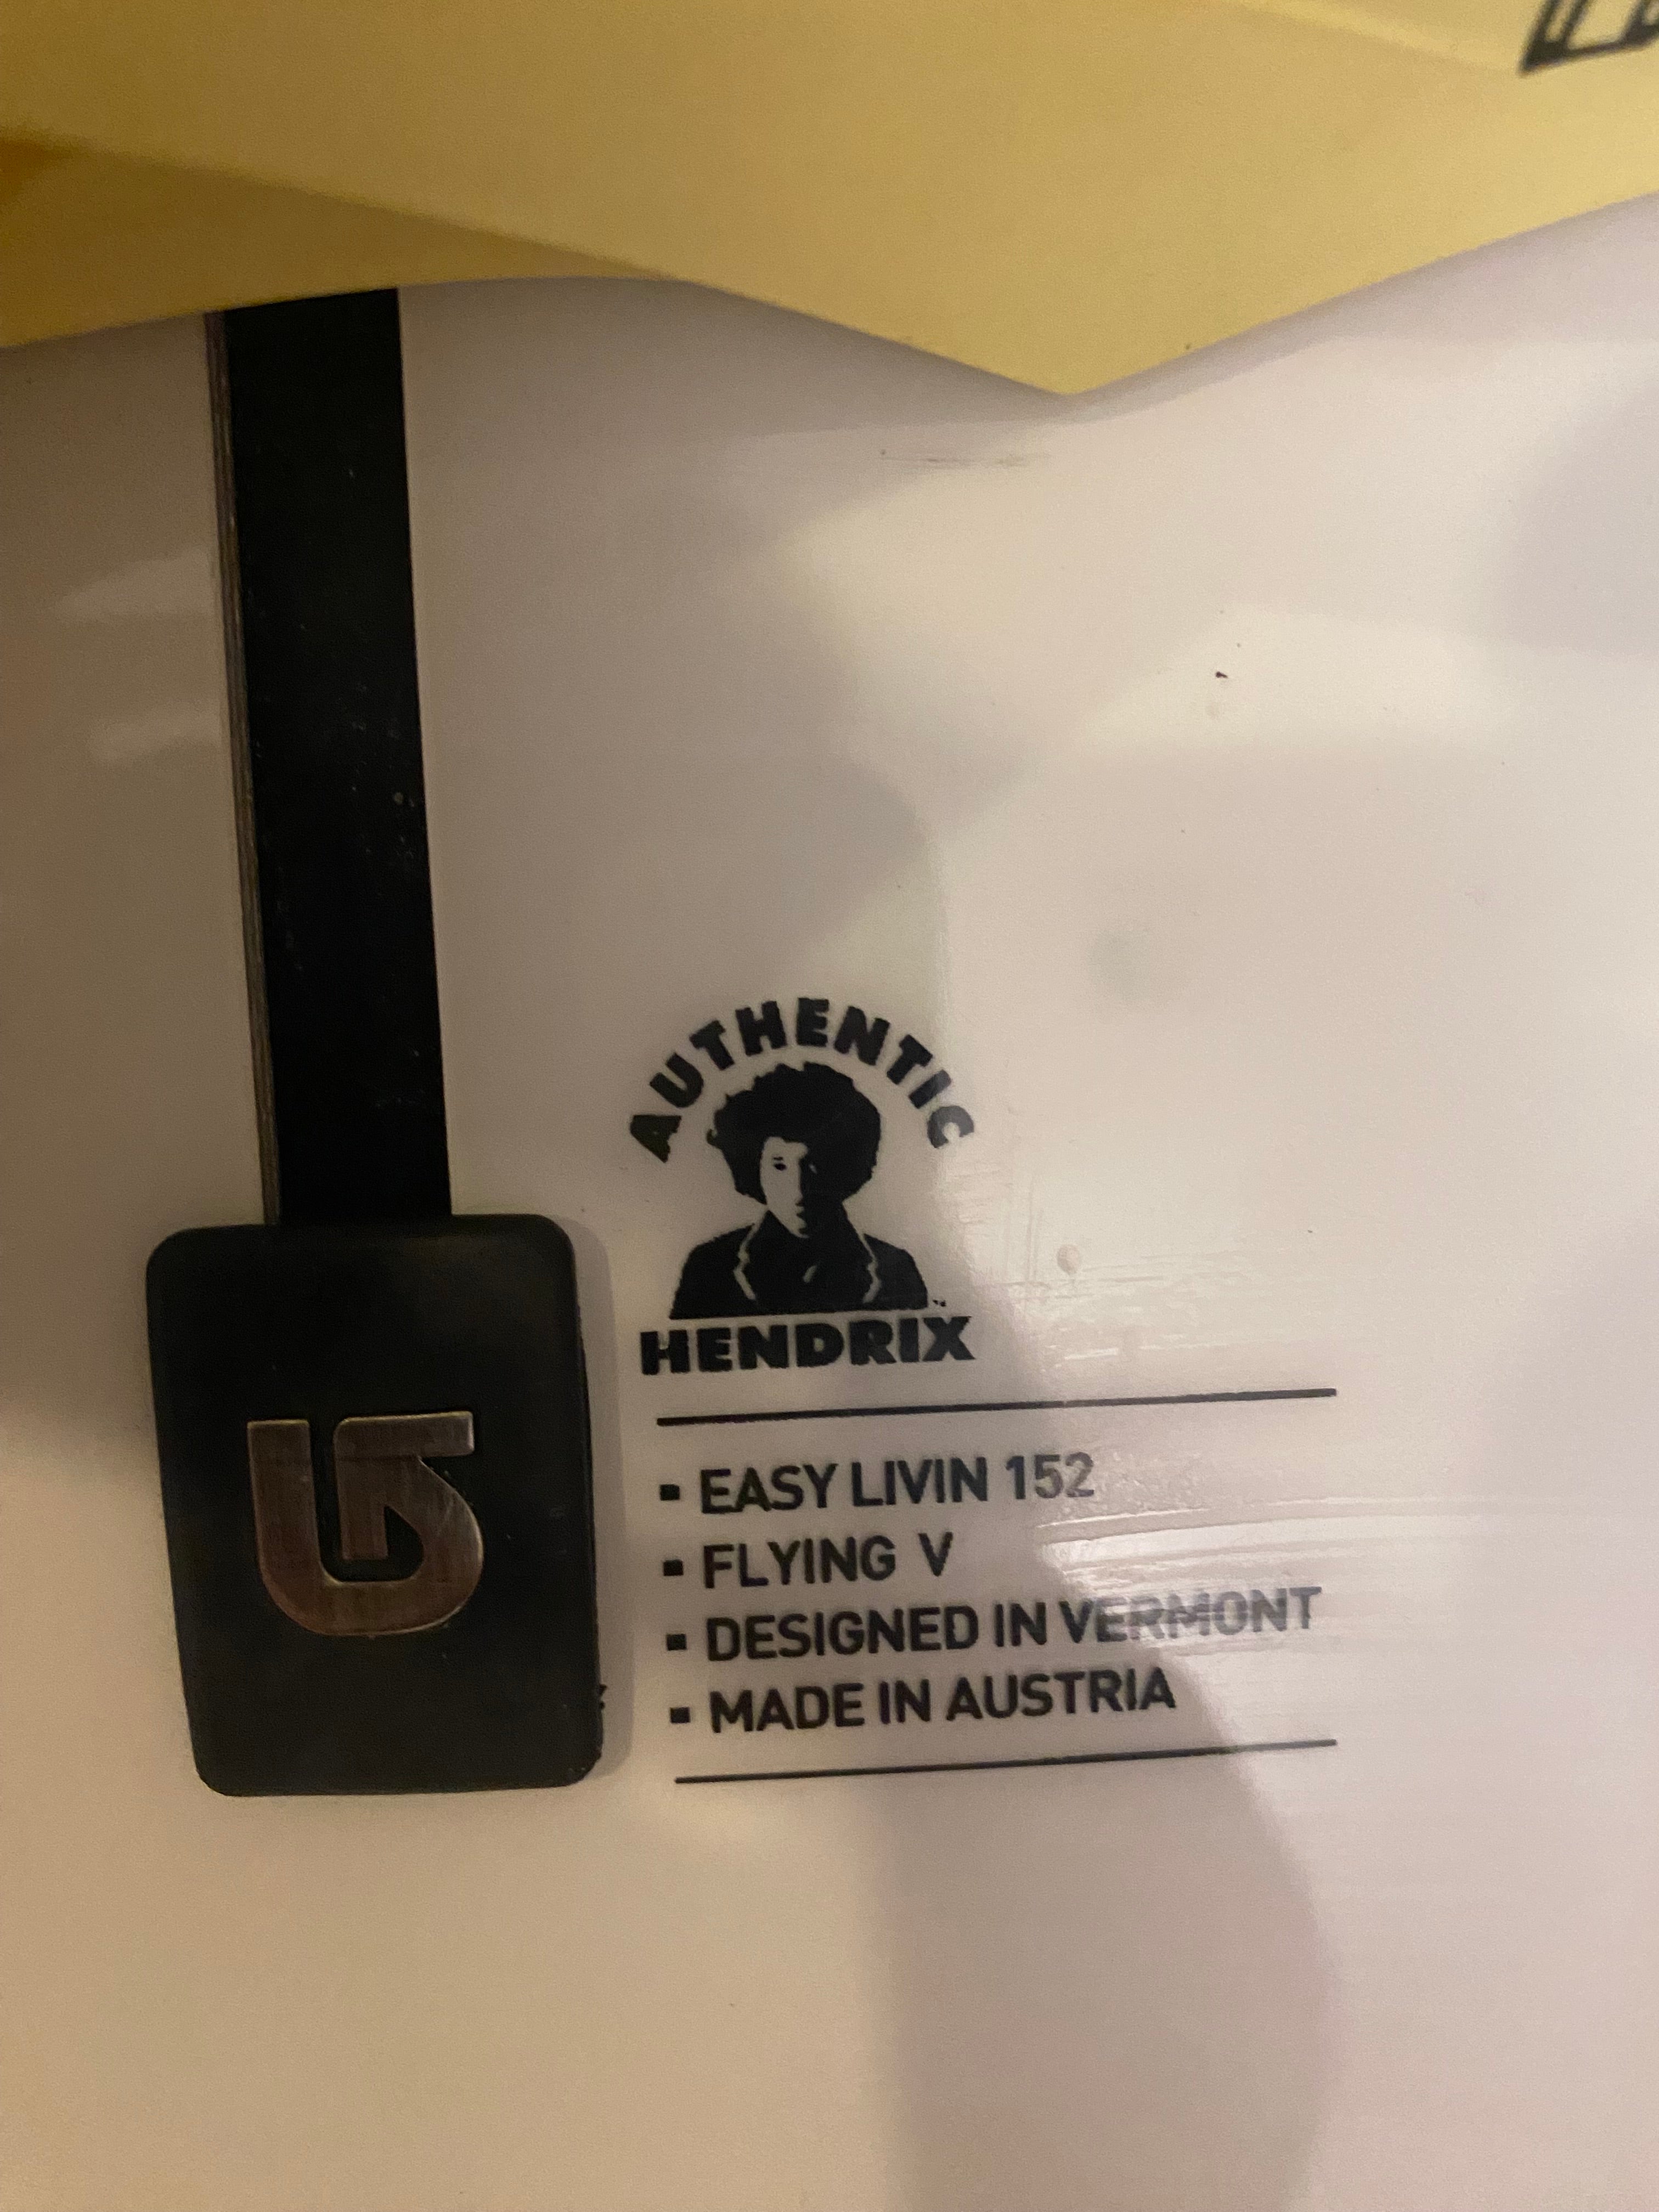 AUTHENTIC
HENDRIX
▪ EASY LIVIN 152
▪ FLYING V
▪ DESIGNED IN VERMONT
▪ MADE IN AUSTRIA